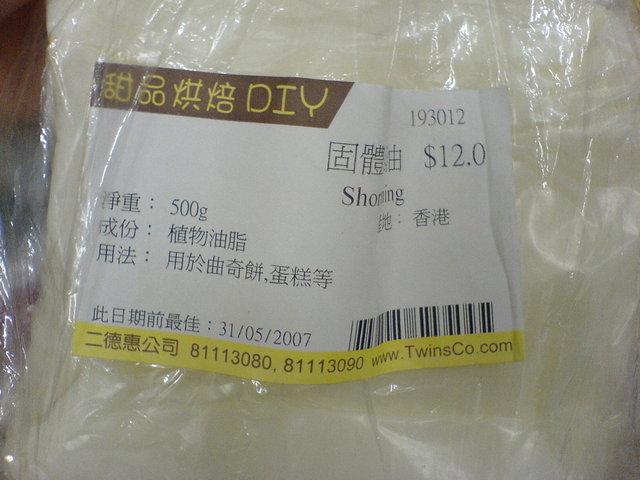 甜品烘焙 DIY
193012
固體油 $12.0
Shortening
淨重： 500g
產地： 香港
成份： 植物油脂
用法： 用於曲奇餅,蛋糕等
此日期前最佳：31/05/2007
二德惠公司 81113080, 81113090 www.TwinsCo.com